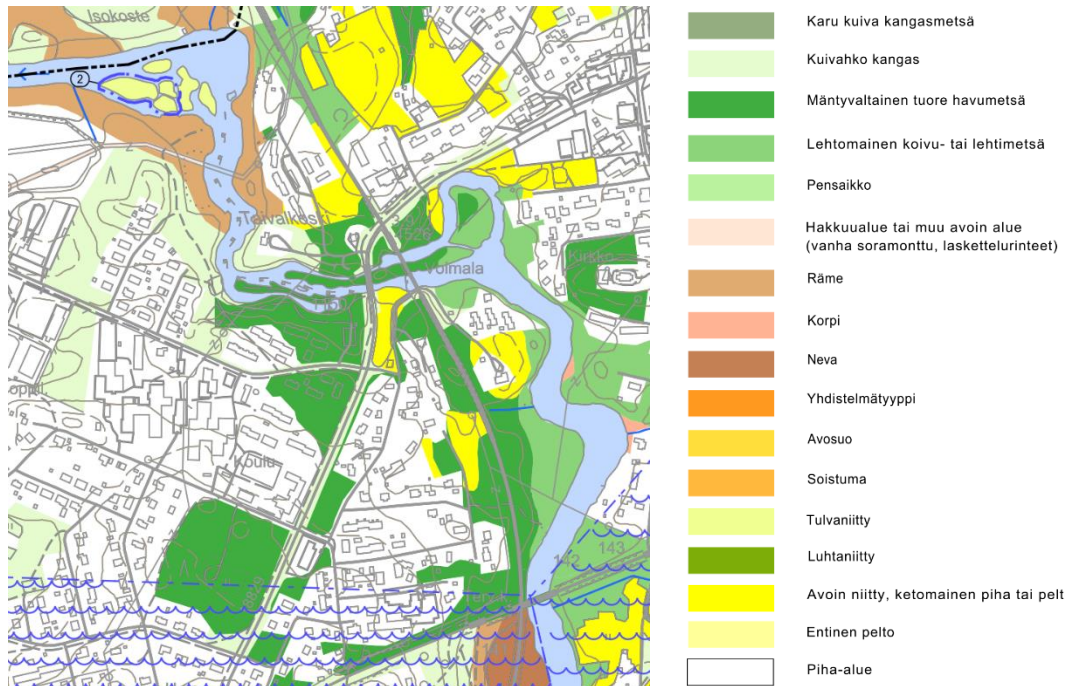 Isokoste
2
Taivalkoski
Voimala
Kirkko
Koulu
143
142
Karu kuiva kangasmetsä
Kuivahko kangas
Mäntyvaltainen tuore havumetsä
Lehtomainen koivu- tai lehtimetsä
Pensaikko
Hakkuualue tai muu avoin alue
(vanha soramonttu, laskettelurinteet)
Räme
Korpi
Neva
Yhdistelmätyyppi
Avosuo
Soistuma
Tulvaniitty
Luhtaniitty
Avoin niitty, ketomainen piha tai pelt
Entinen pelto
Piha-alue